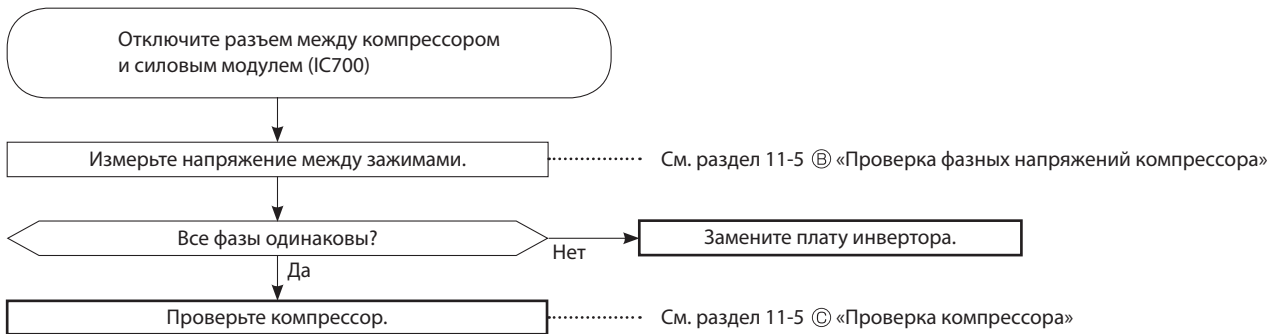 Отключите разъем между компрессором
и силовым модулем (IC700)
Измерьте напряжение между зажимами.
См. раздел 11-5 Ⓑ «Проверка фазных напряжений компрессора»
Все фазы одинаковы?
Нет
Замените плату инвертора.
Да
Проверьте компрессор.
См. раздел 11-5 Ⓒ «Проверка компрессора»